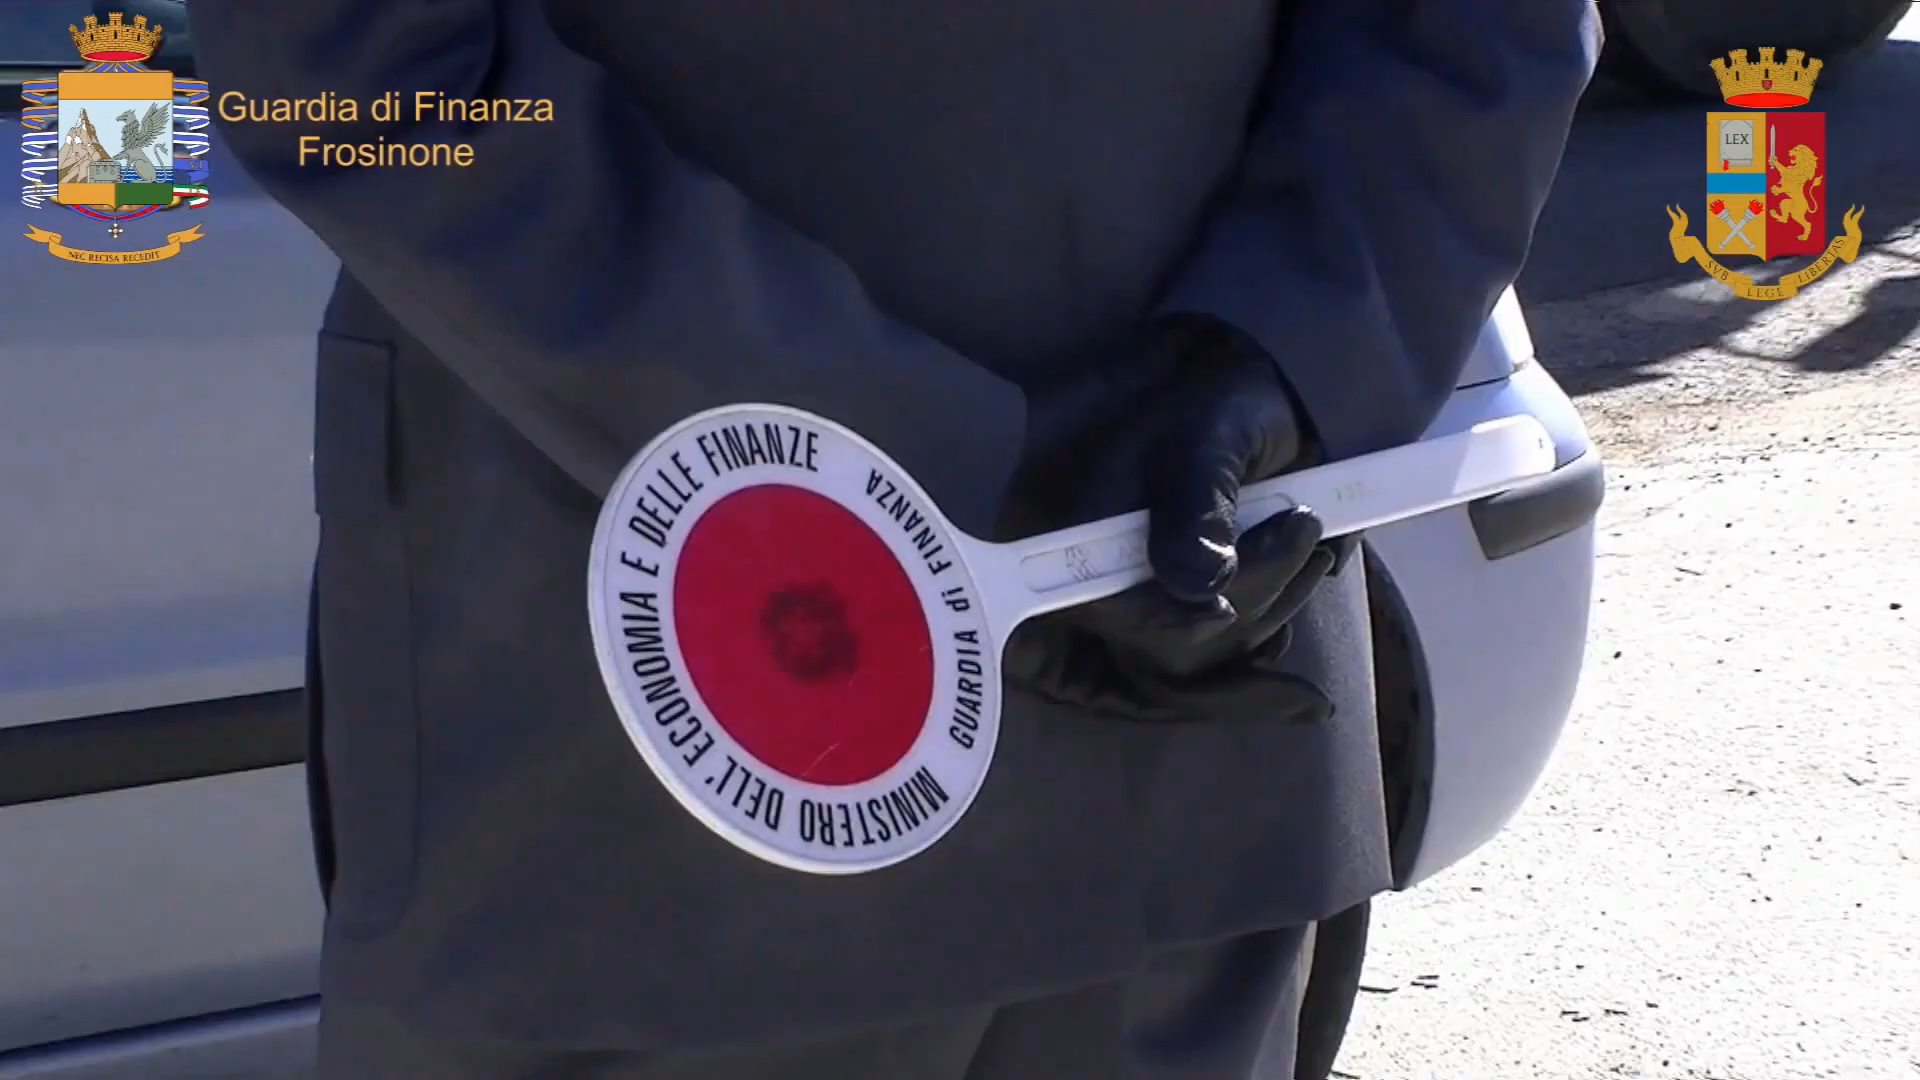 Guardia di Finanza
Frosinone
NEC RECISA RECEDIT
LEX
SVB LEGE LIBERTAS
MINISTERO DELL'ECONOMIA E DELLE FINANZE
GUARDIA di FINANZA